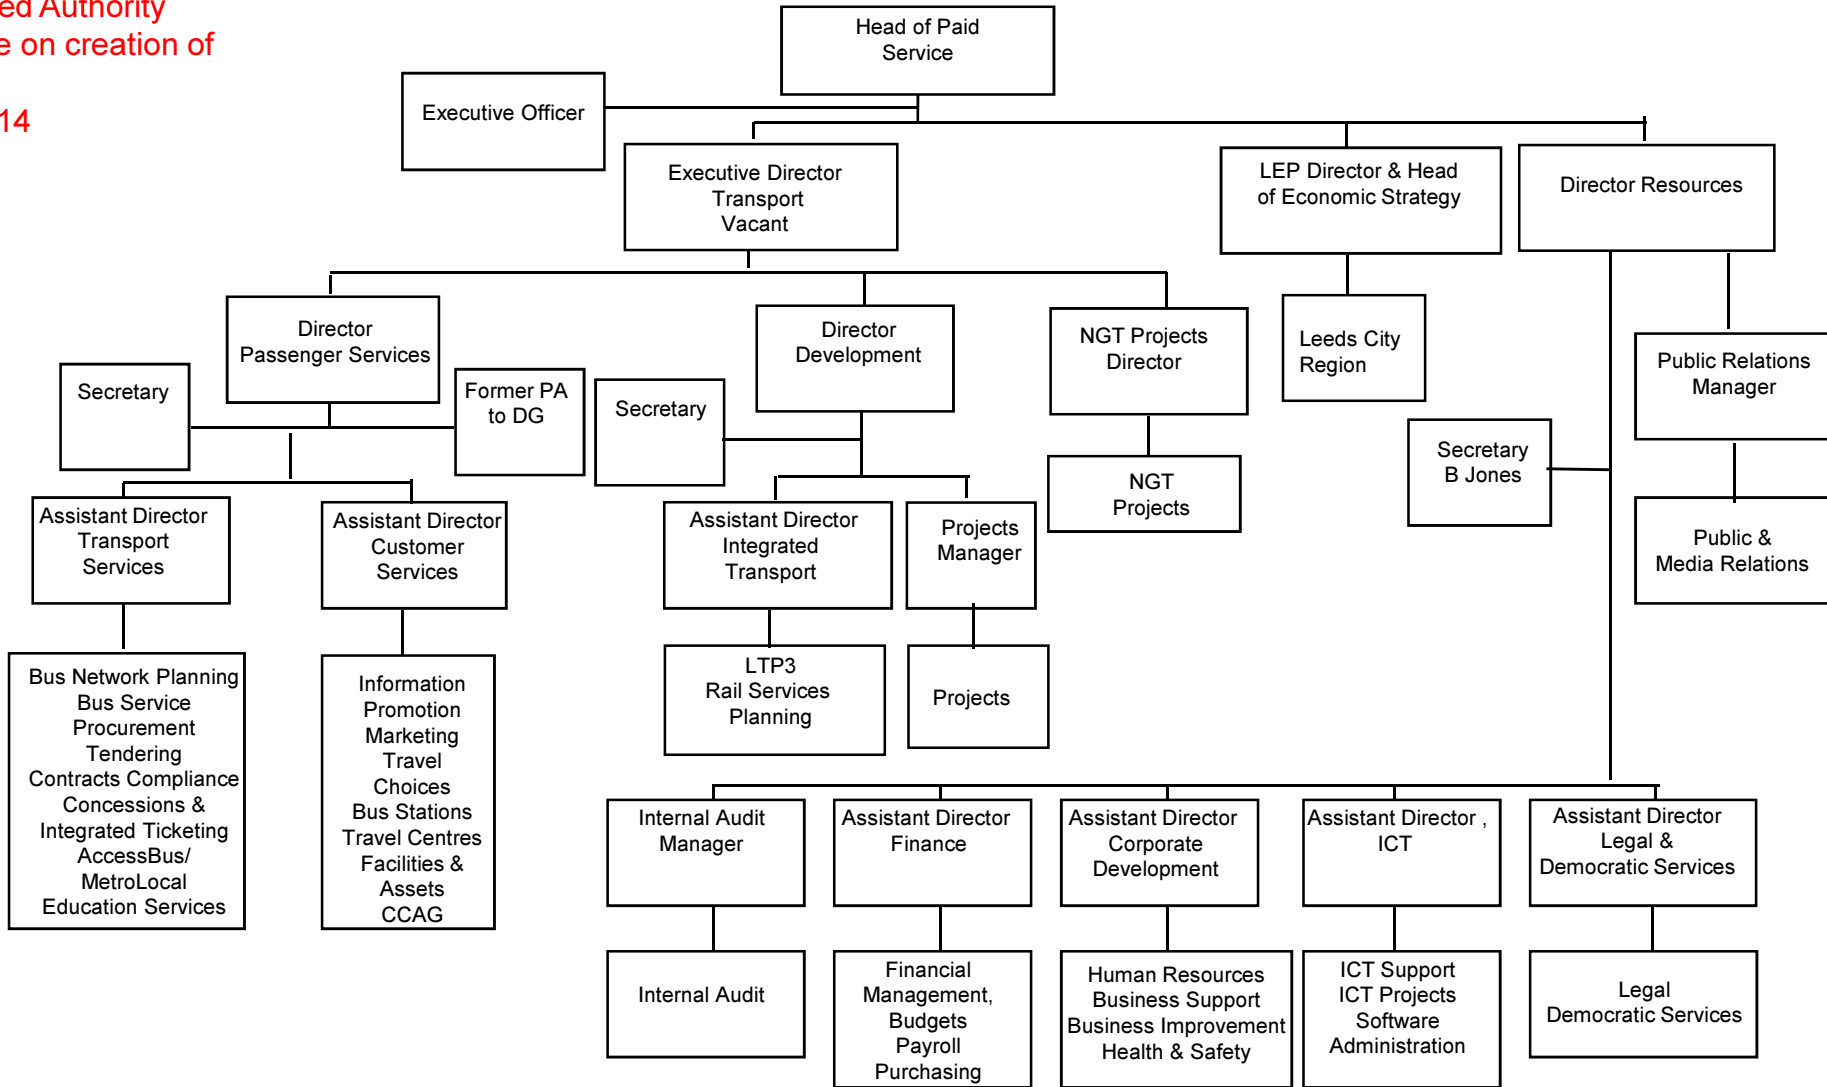 ed Authority
e on creation of
14
Head of Paid
Service
Executive Officer
Executive Director
Transport
Vacant
LEP Director & Head
of Economic Strategy
Director Resources
Director
Passenger Services
Director
Development
NGT Projects
Director
Leeds City
Region
Public Relations
Manager
Secretary
Former PA
to DG
Secretary
Secretary
B Jones
NGT
Projects
Public &
Media Relations
Assistant Director
Transport
Services
Assistant Director
Customer
Services
Assistant Director
Integrated
Transport
Projects
Manager
Bus Network Planning
Bus Service
Procurement
Tendering
Contracts Compliance
Concessions &
Integrated Ticketing
AccessBus/
MetroLocal
Education Services
Information
Promotion
Marketing
Travel
Choices
Bus Stations
Travel Centres
Facilities &
Assets
CCAG
LTP3
Rail Services
Planning
Projects
Internal Audit
Manager
Assistant Director
Finance
Assistant Director
Corporate
Development
Assistant Director ,
ICT
Assistant Director
Legal &
Democratic Services
Internal Audit
Financial
Management,
Budgets
Payroll
Purchasing
Human Resources
Business Support
Business Improvement
Health & Safety
ICT Support
ICT Projects
Software
Administration
Legal
Democratic Services